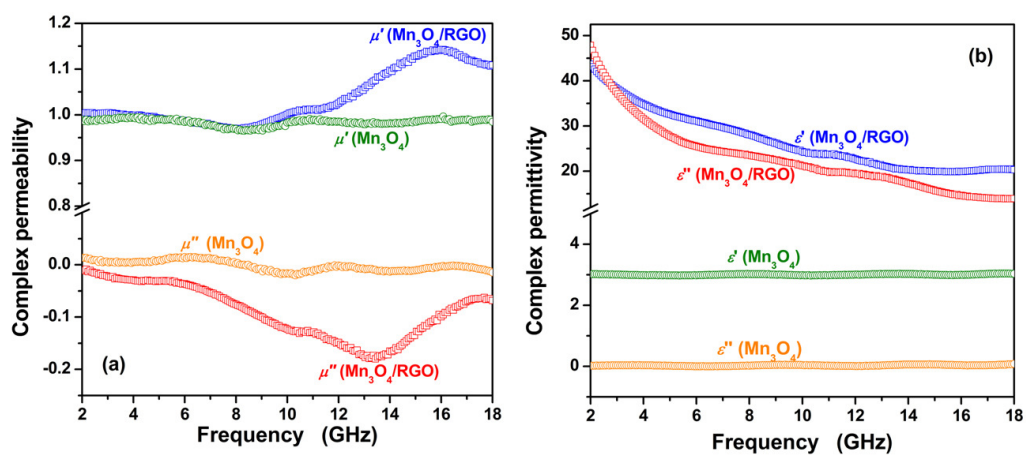 1.2
1.1
1.0
0.9
0.8
0.0
-0.1
-0.2
Complex permeability
μ′ (Mn₃O₄/RGO)
μ′ (Mn₃O₄)
μ″ (Mn₃O₄)
μ″ (Mn₃O₄/RGO)
(a)
2 4 6 8 10 12 14 16 18
Frequency (GHz)
50
40
30
20
4
2
0
Complex permittivity
(b)
ε′ (Mn₃O₄/RGO)
ε″ (Mn₃O₄/RGO)
ε′ (Mn₃O₄)
ε″ (Mn₃O₄)
2 4 6 8 10 12 14 16 18
Frequency (GHz)